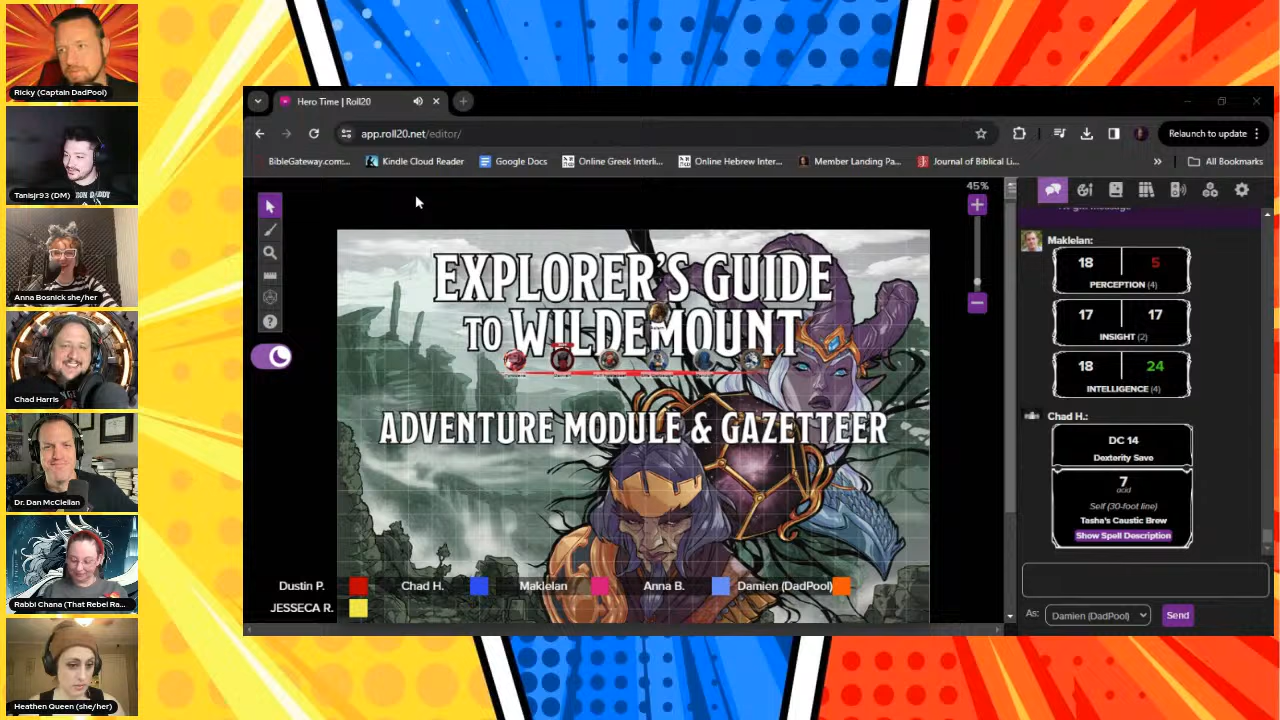 Ricky (Captain DadPool)
Tanisjr93 (DM)
Anna Bosnick she/her
Chad Harris
Dr. Dan McClellan
Rabbi Chana (That Rebel Ra...
Heathen Queen (she/her)
Hero Time | Roll20
app.roll20.net/editor/
Relaunch to update
BibleGateway.com:...
Kindle Cloud Reader
Google Docs
Online Greek Interli...
Online Hebrew Inter...
Member Landing Pa...
Journal of Biblical Li...
All Bookmarks
45%
EXPLORER'S GUIDE
TO WILDEMOUNT
ADVENTURE MODULE & GAZETTEER
Dustin P.
Chad H.
Maklelan
Anna B.
Damien (DadPool)
JESSECA R.
Maklelan:
18 5
PERCEPTION (4)
17 17
INSIGHT (2)
18 24
INTELLIGENCE (4)
Chad H.:
DC 14
Dexterity Save
7
acid
Self (30-foot line)
Tasha's Caustic Brew
Show Spell Description
As:
Damien (DadPool)
Send